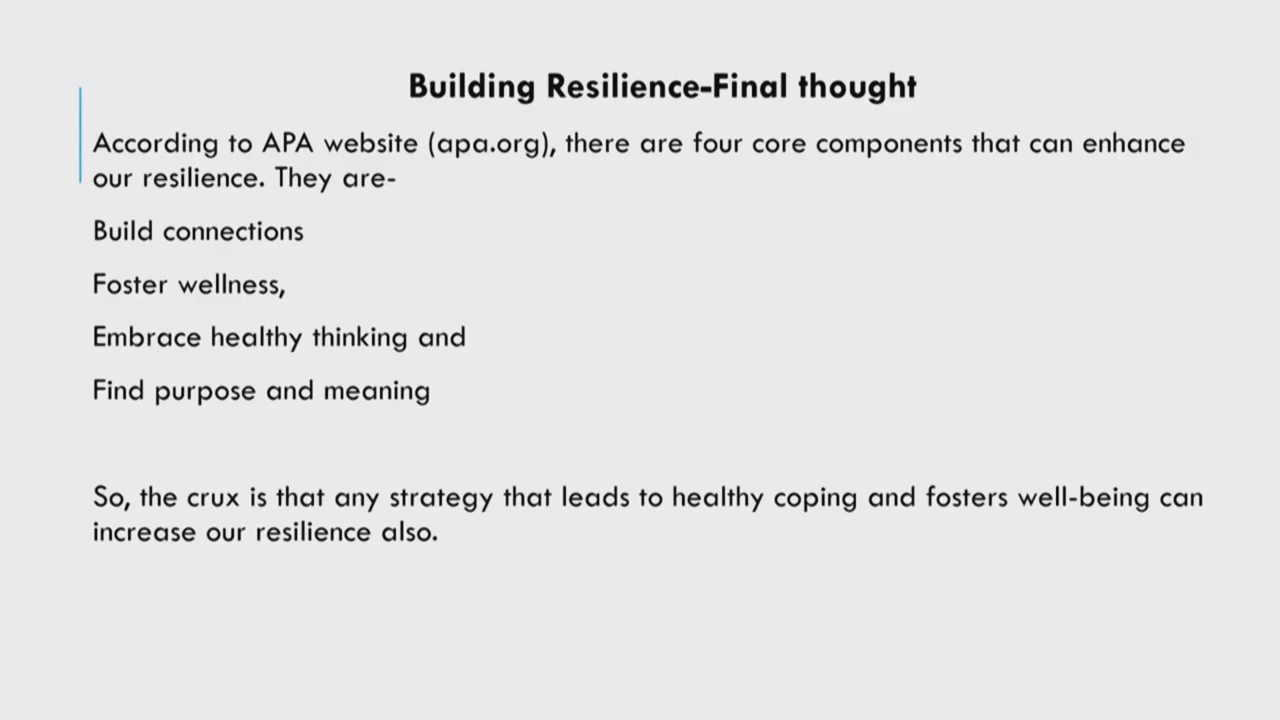 Building Resilience-Final thought
According to APA website (apa.org), there are four core components that can enhance
our resilience. They are-
Build connections
Foster wellness,
Embrace healthy thinking and
Find purpose and meaning
So, the crux is that any strategy that leads to healthy coping and fosters well-being can
increase our resilience also.